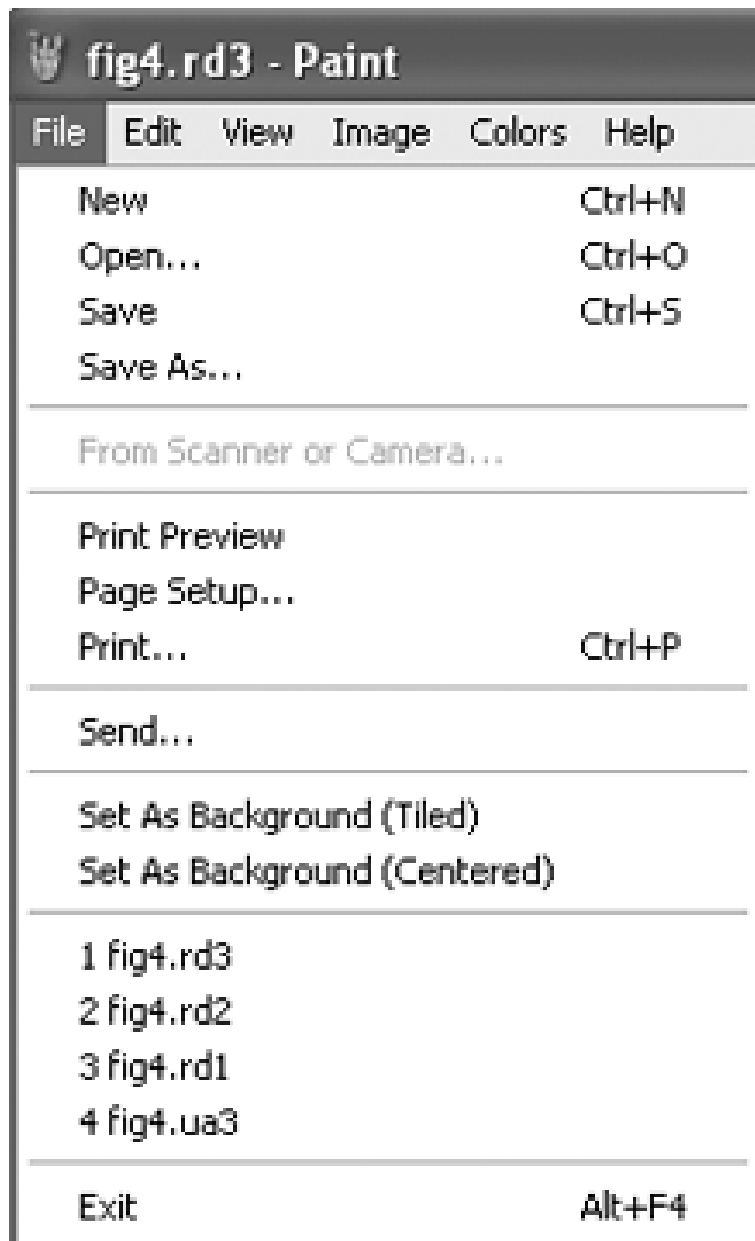 fig4.rd3 - Paint
File Edit View Image Colors Help
New Ctrl+N
Open... Ctrl+O
Save Ctrl+S
Save As...
From Scanner or Camera...
Print Preview
Page Setup...
Print... Ctrl+P
Send...
Set As Background (Tiled)
Set As Background (Centered)
1 fig4.rd3
2 fig4.rd2
3 fig4.rd1
4 fig4.ua3
Exit Alt+F4